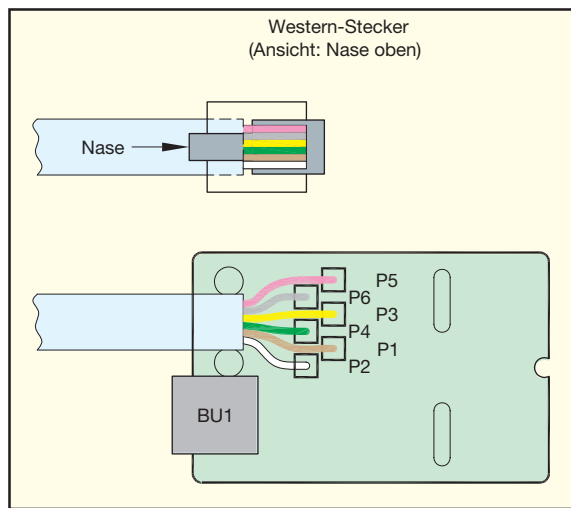 Western-Stecker
(Ansicht: Nase oben)
Nase
P5
P6
P3
P4
P1
P2
BU1